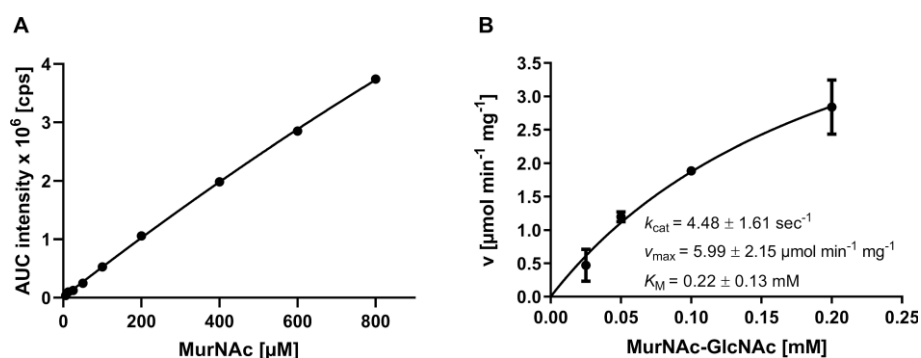 A
AUC intensity x 10⁶ [cps]
4
3
2
1
0
0 200 400 600 800
MurNAc [µM]
B
v [µmol min⁻¹ mg⁻¹]
3.5
3.0
2.5
2.0
1.5
1.0
0.5
0.0
k_cat = 4.48 ± 1.61 sec⁻¹
v_max = 5.99 ± 2.15 µmol min⁻¹ mg⁻¹
K_M = 0.22 ± 0.13 mM
0.00 0.05 0.10 0.15 0.20 0.25
MurNAc-GlcNAc [mM]